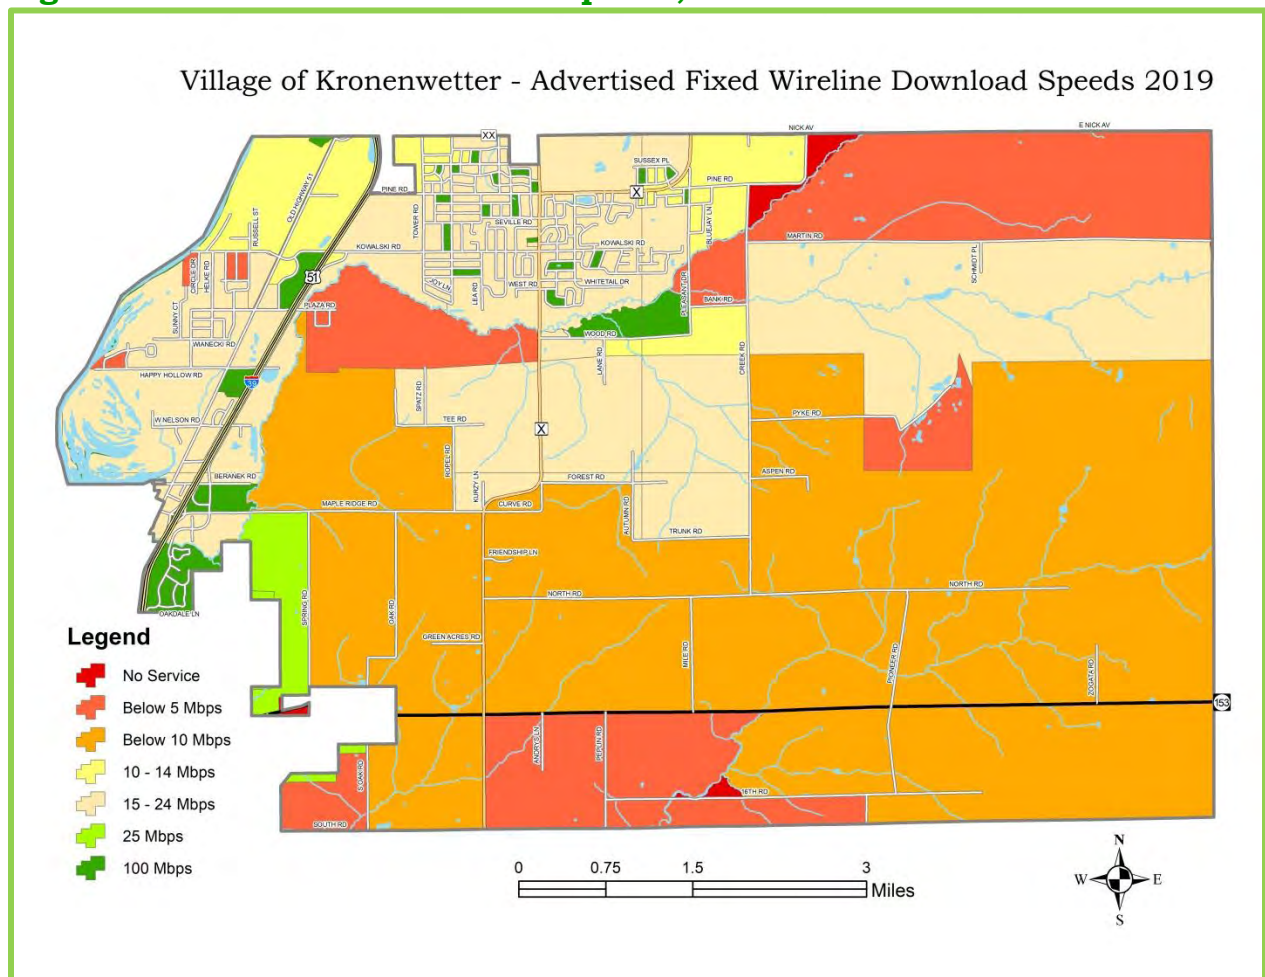 Village of Kronenwetter - Advertised Fixed Wireline Download Speeds 2019
NICK AV
E NICK AV
XX
SUSSEX PL
PINE RD
PINE RD
X
OLD HIGHWAY 51
RUSSELL ST
TOWER RD
SEVILLE RD
BLUEJAY LN
MARTIN RD
KOWALSKI RD
KOWALSKI RD
SCHMIDT PL
CIRCLE DR
HELKE RD
51
JOY LN
LEA RD
WEST RD
WHITETAIL DR
PLEASANT DR
BANK RD
PLAZA RD
SUNNY CT
WIANECKI RD
WOOD RD
LANE RD
CREEK RD
HAPPY HOLLOW RD
39
SPATZ RD
PYKE RD
W NELSON RD
TEE RD
X
ROPEL RD
KURZY LN
BERANEK RD
FOREST RD
ASPEN RD
MAPLE RIDGE RD
CURVE RD
AUTUMN RD
TRUNK RD
FRIENDSHIP LN
NORTH RD
NORTH RD
OAKDALE LN
SPRING RD
OAK RD
GREEN ACRES RD
MILE RD
PIONEER RD
ZOGATA RD
153
ANDRYS LN
PEPLIN RD
S OAK RD
16TH RD
SOUTH RD
Legend
No Service
Below 5 Mbps
Below 10 Mbps
10 - 14 Mbps
15 - 24 Mbps
25 Mbps
100 Mbps
0 0.75 1.5 3
Miles
N
W E
S